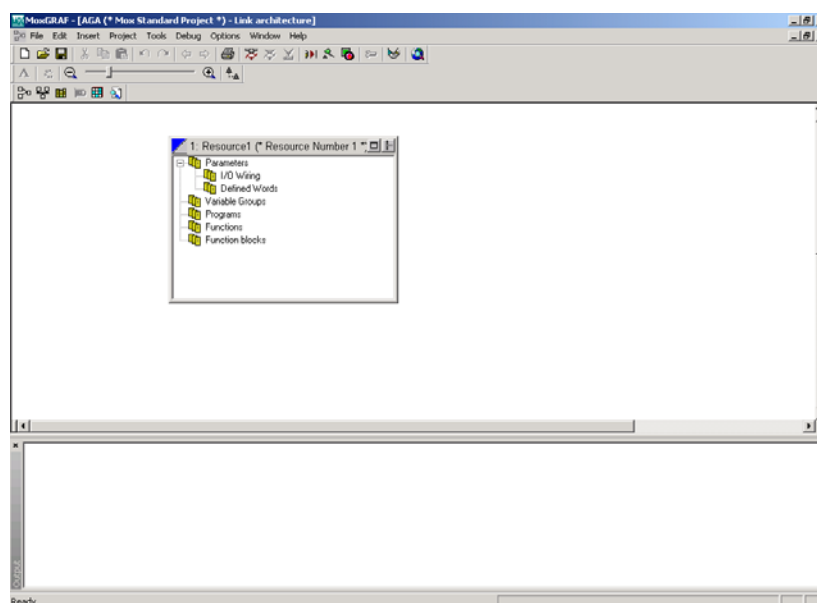 MoxGRAF - [AGA (* Mox Standard Project *) - Link architecture]
File Edit Insert Project Tools Debug Options Window Help
1: Resource1 (* Resource Number 1 *)
Parameters
I/O Wiring
Defined Words
Variable Groups
Programs
Functions
Function blocks
Output
Ready